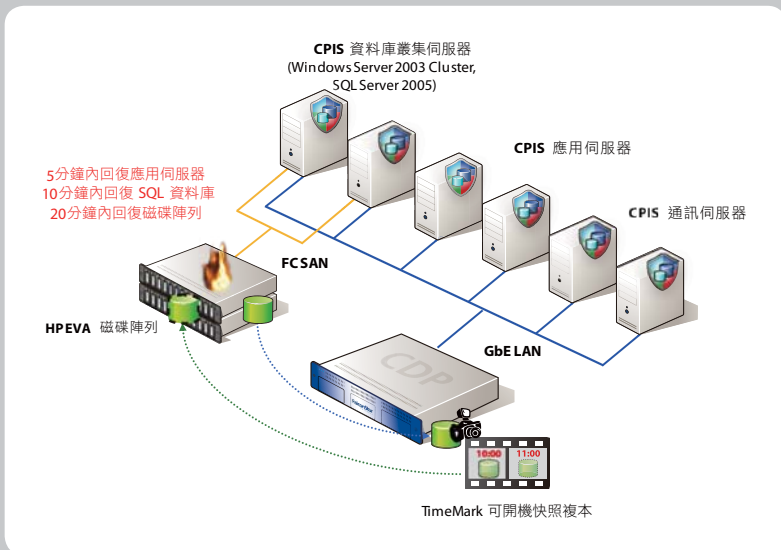 CPIS 資料庫叢集伺服器
(Windows Server 2003 Cluster,
SQL Server 2005)
CPIS 應用伺服器
5分鐘內回復應用伺服器
10分鐘內回復 SQL 資料庫
20分鐘內回復磁碟陣列
CPIS 通訊伺服器
FC SAN
HP EVA 磁碟陣列
GbE LAN
CDP
FalconStor
10:00 11:00
TimeMark 可開機快照複本